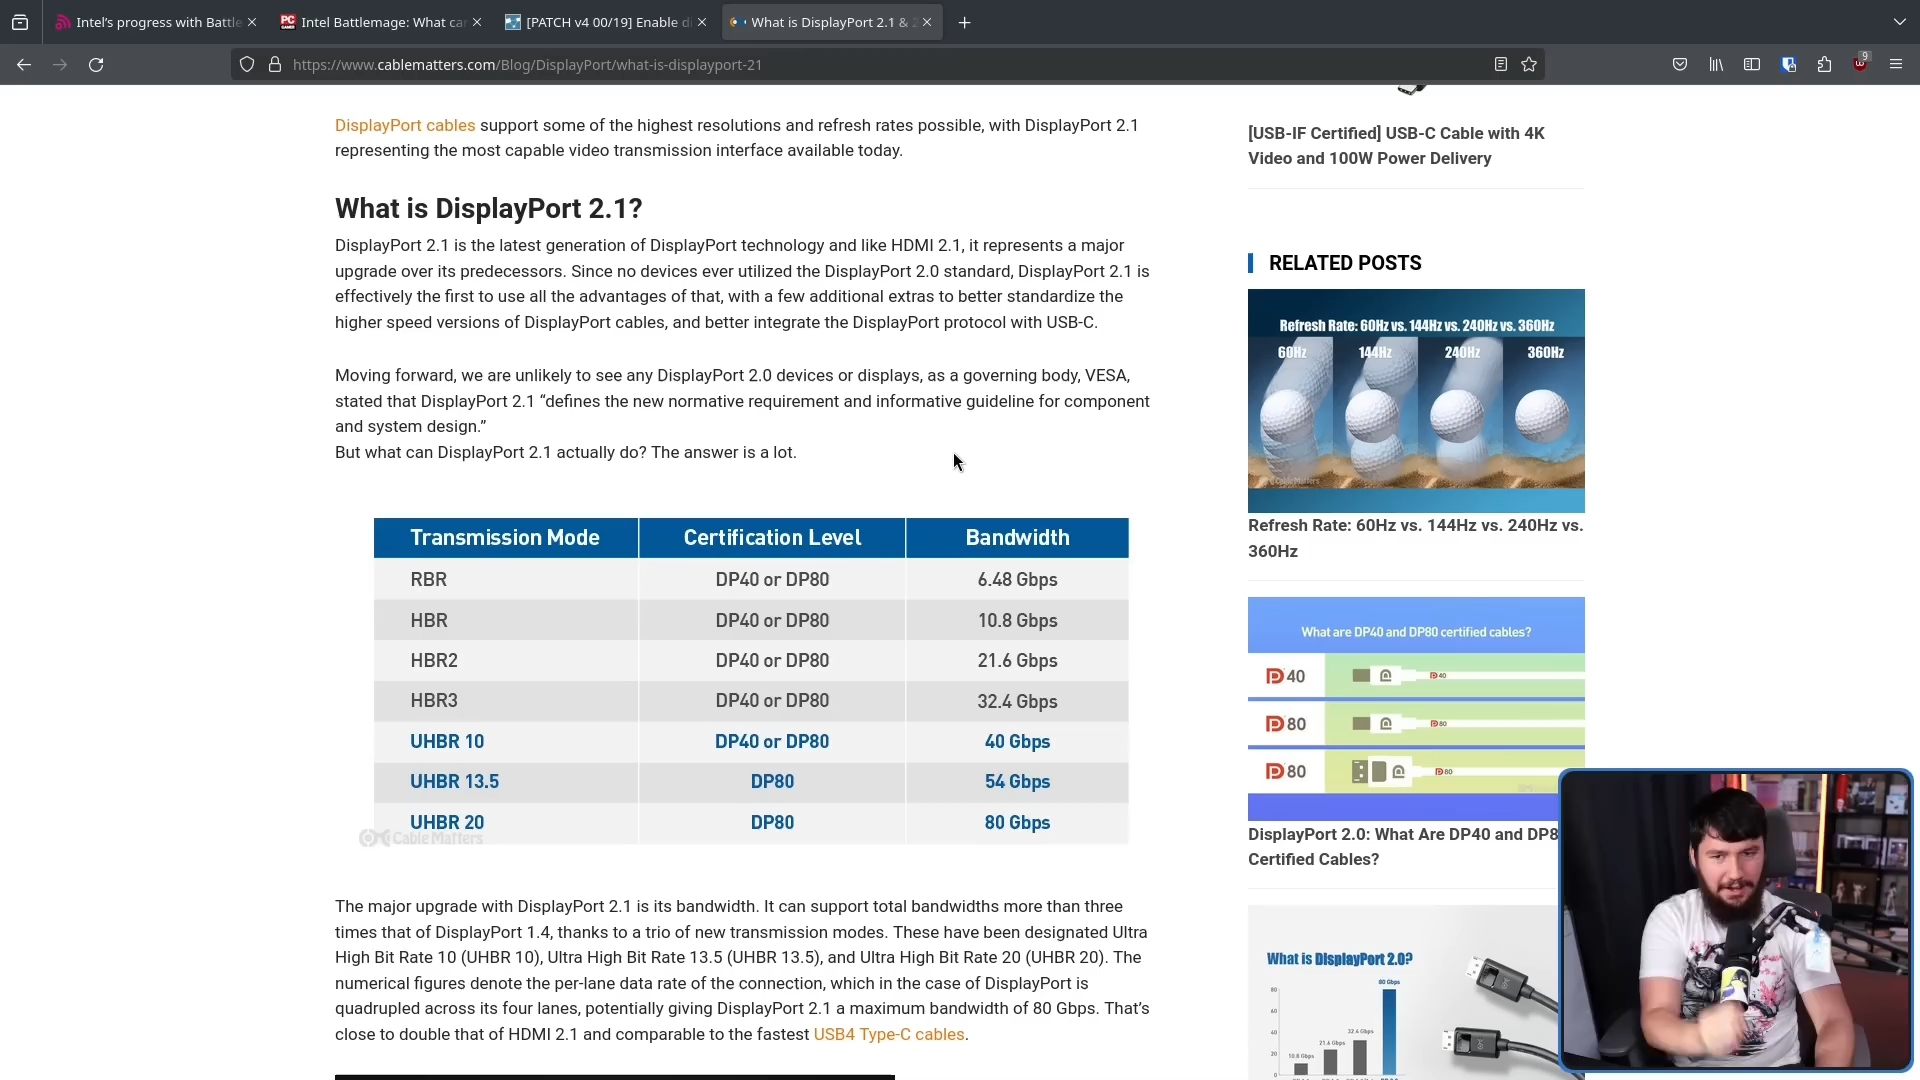 Intel's progress with Battle
Intel Battlemage: What car
[PATCH v4 00/19] Enable di
What is DisplayPort 2.1 & 2
https://www.cablematters.com/Blog/DisplayPort/what-is-displayport-21
9
DisplayPort cables support some of the highest resolutions and refresh rates possible, with DisplayPort 2.1
representing the most capable video transmission interface available today.
What is DisplayPort 2.1?
DisplayPort 2.1 is the latest generation of DisplayPort technology and like HDMI 2.1, it represents a major
upgrade over its predecessors. Since no devices ever utilized the DisplayPort 2.0 standard, DisplayPort 2.1 is
effectively the first to use all the advantages of that, with a few additional extras to better standardize the
higher speed versions of DisplayPort cables, and better integrate the DisplayPort protocol with USB-C.
Moving forward, we are unlikely to see any DisplayPort 2.0 devices or displays, as a governing body, VESA,
stated that DisplayPort 2.1 “defines the new normative requirement and informative guideline for component
and system design.”
But what can DisplayPort 2.1 actually do? The answer is a lot.
Transmission Mode Certification Level Bandwidth
RBR DP40 or DP80 6.48 Gbps
HBR DP40 or DP80 10.8 Gbps
HBR2 DP40 or DP80 21.6 Gbps
HBR3 DP40 or DP80 32.4 Gbps
UHBR 10 DP40 or DP80 40 Gbps
UHBR 13.5 DP80 54 Gbps
UHBR 20 DP80 80 Gbps
Cable Matters
The major upgrade with DisplayPort 2.1 is its bandwidth. It can support total bandwidths more than three
times that of DisplayPort 1.4, thanks to a trio of new transmission modes. These have been designated Ultra
High Bit Rate 10 (UHBR 10), Ultra High Bit Rate 13.5 (UHBR 13.5), and Ultra High Bit Rate 20 (UHBR 20). The
numerical figures denote the per-lane data rate of the connection, which in the case of DisplayPort is
quadrupled across its four lanes, potentially giving DisplayPort 2.1 a maximum bandwidth of 80 Gbps. That’s
close to double that of HDMI 2.1 and comparable to the fastest USB4 Type-C cables.
[USB-IF Certified] USB-C Cable with 4K
Video and 100W Power Delivery
RELATED POSTS
Refresh Rate: 60Hz vs. 144Hz vs. 240Hz vs. 360Hz
60Hz 144Hz 240Hz 360Hz
Refresh Rate: 60Hz vs. 144Hz vs. 240Hz vs.
360Hz
What are DP40 and DP80 certified cables?
40
80
80
DisplayPort 2.0: What Are DP40 and DP8
Certified Cables?
What is DisplayPort 2.0?
80 Gbps
32.4 Gbps
21.6 Gbps
10.8 Gbps
80
60
40
20